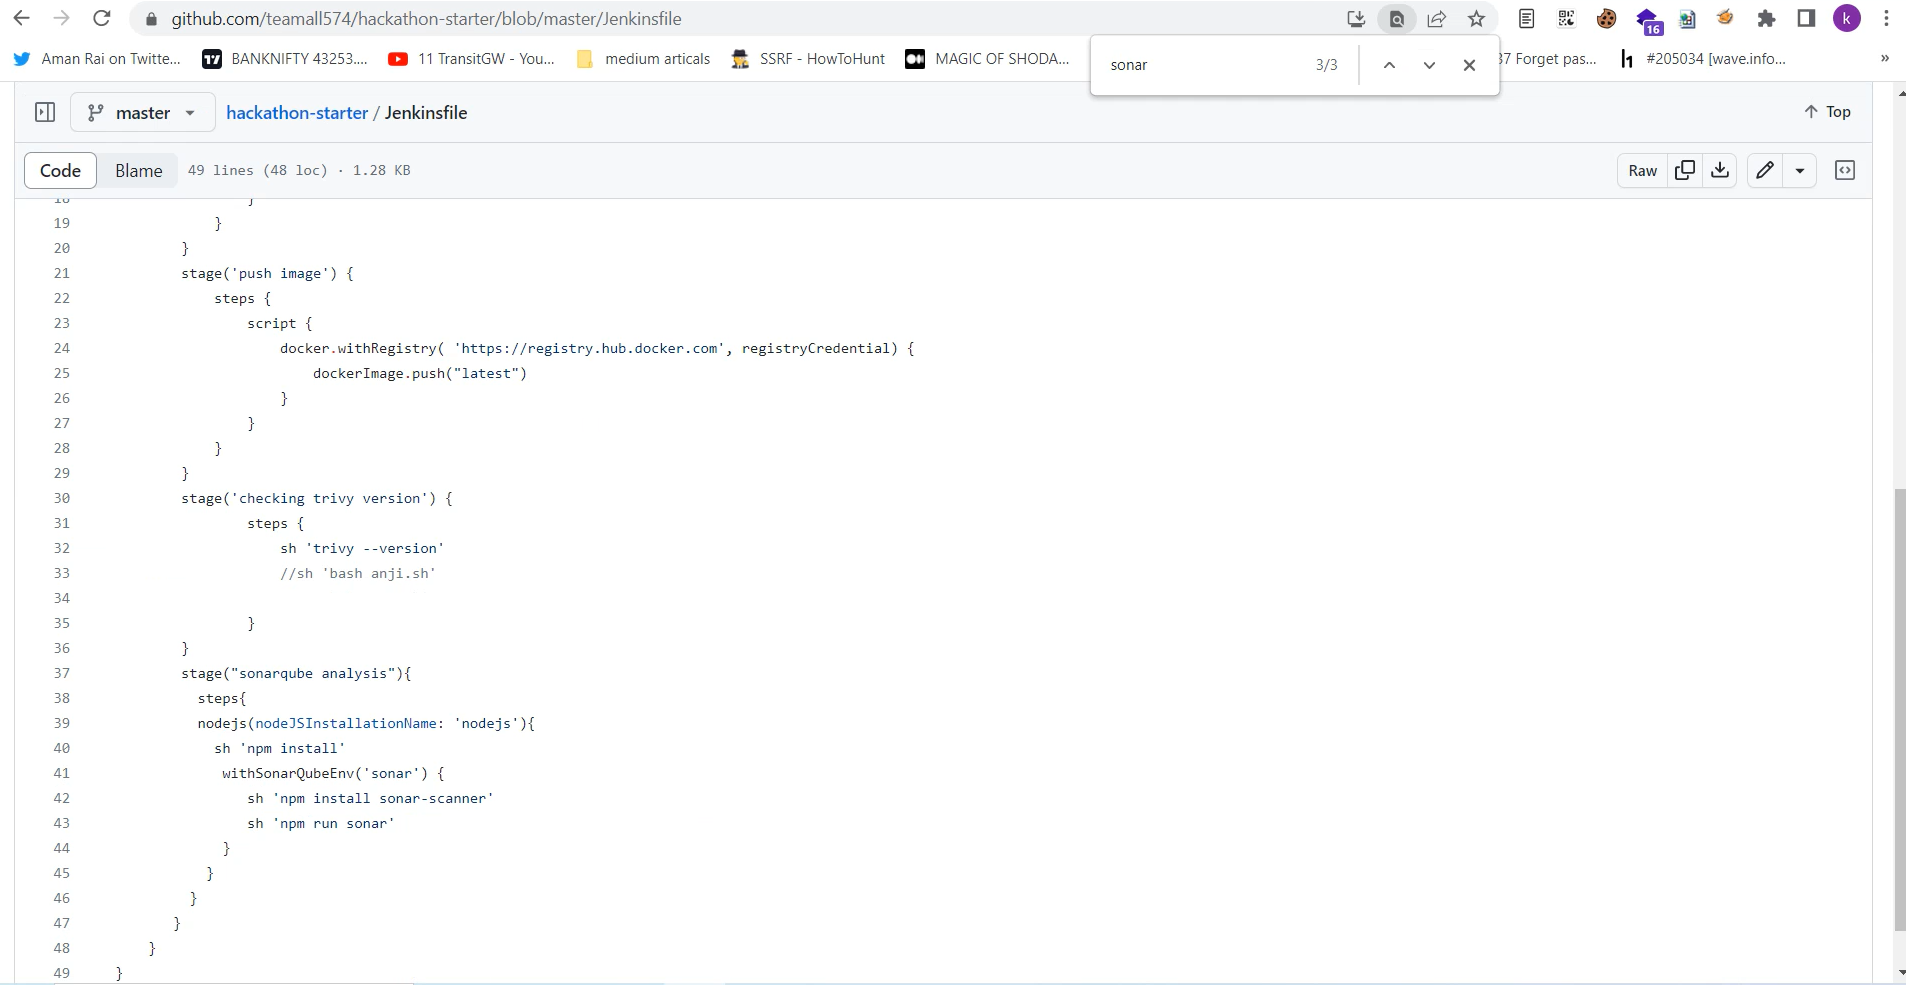 github.com/teamall574/hackathon-starter/blob/master/Jenkinsfile
k
16
Aman Rai on Twitte...
BANKNIFTY 43253....
11 TransitGW - You...
medium articals
SSRF - HowToHunt
MAGIC OF SHODA...
37 Forget pas...
#205034 [wave.info...
»
sonar 3/3
master hackathon-starter / Jenkinsfile
Top
Code Blame 49 lines (48 loc) · 1.28 KB
Raw
18 }
19 }
20 }
21 stage('push image') {
22 steps {
23 script {
24 docker.withRegistry( 'https://registry.hub.docker.com', registryCredential) {
25 dockerImage.push("latest")
26 }
27 }
28 }
29 }
30 stage('checking trivy version') {
31 steps {
32 sh 'trivy --version'
33 //sh 'bash anji.sh'
34
35 }
36 }
37 stage("sonarqube analysis"){
38 steps{
39 nodejs(nodeJSInstallationName: 'nodejs'){
40 sh 'npm install'
41 withSonarQubeEnv('sonar') {
42 sh 'npm install sonar-scanner'
43 sh 'npm run sonar'
44 }
45 }
46 }
47 }
48 }
49 }